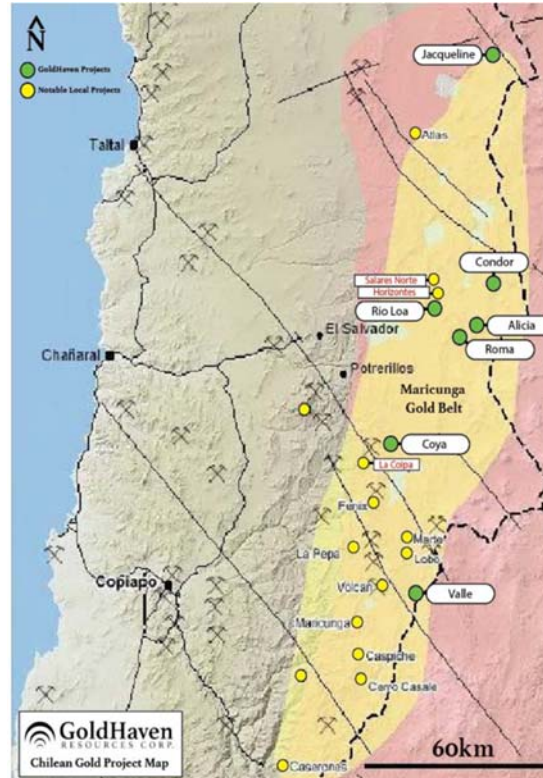 N
GoldHaven Projects
Notable Local Projects
Jacqueline
Atlas
Taltal
Condor
Salares Norte
Horizontes
Rio Loa
Alicia
Roma
El Salvador
Chañaral
Potrerillos
Maricunga
Gold Belt
Coya
La Coipa
Fenix
Marte
La Pepa
Lobo
Volcan
Copiapo
Valle
Maricunga
Caspiche
Cerro Casale
GoldHaven
RESOURCES CORP.
Chilean Gold Project Map
60km
Caserones